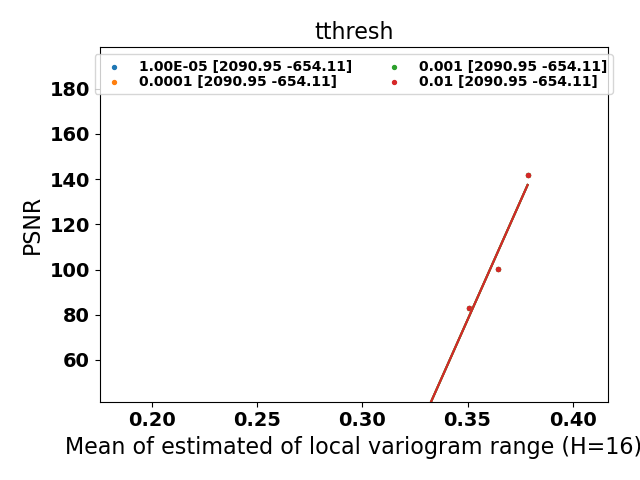 tthresh
1.00E-05 [2090.95 -654.11]
0.0001 [2090.95 -654.11]
0.001 [2090.95 -654.11]
0.01 [2090.95 -654.11]
PSNR
180
160
140
120
100
80
60
0.20 0.25 0.30 0.35 0.40
Mean of estimated of local variogram range (H=16)